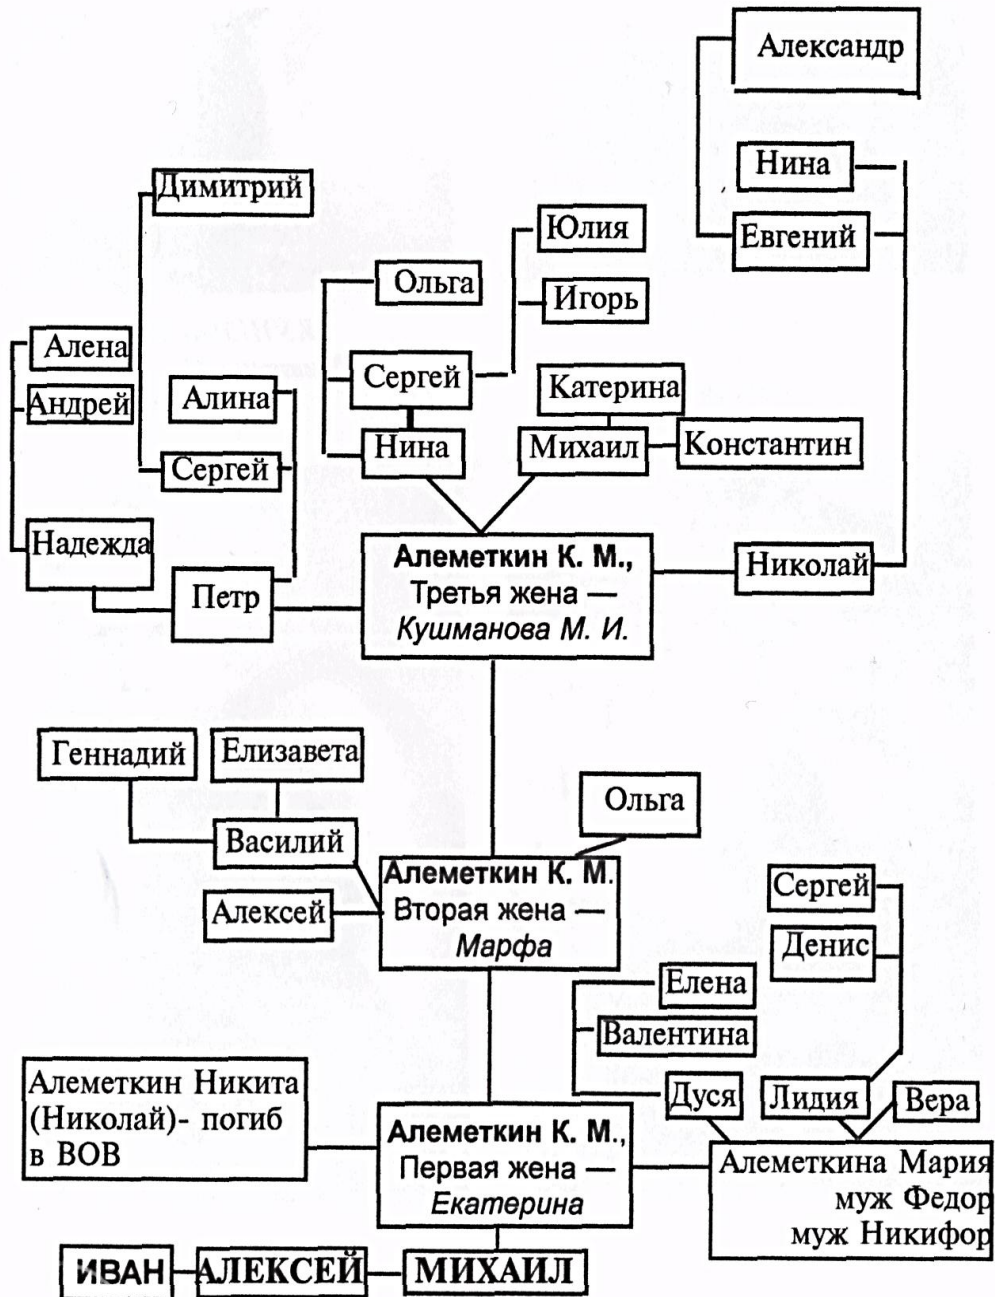 Александр
Нина
Димитрий
Юлия
Евгений
Ольга
Игорь
Алена
Сергей
Катерина
Андрей
Алина
Нина
Михаил
Константин
Сергей
Надежда
Петр
Алеметкин К. М.,
Третья жена —
Кушманова М. И.
Николай
Геннадий
Елизавета
Ольга
Василий
Алексей
Алеметкин К. М.
Вторая жена —
Марфа
Сергей
Денис
Елена
Валентина
Дуся
Лидия
Вера
Алеметкин Никита
(Николай)- погиб
в ВОВ
Алеметкин К. М.,
Первая жена —
Екатерина
Алеметкина Мария
муж Федор
муж Никифор
ИВАН
АЛЕКСЕЙ
МИХАИЛ